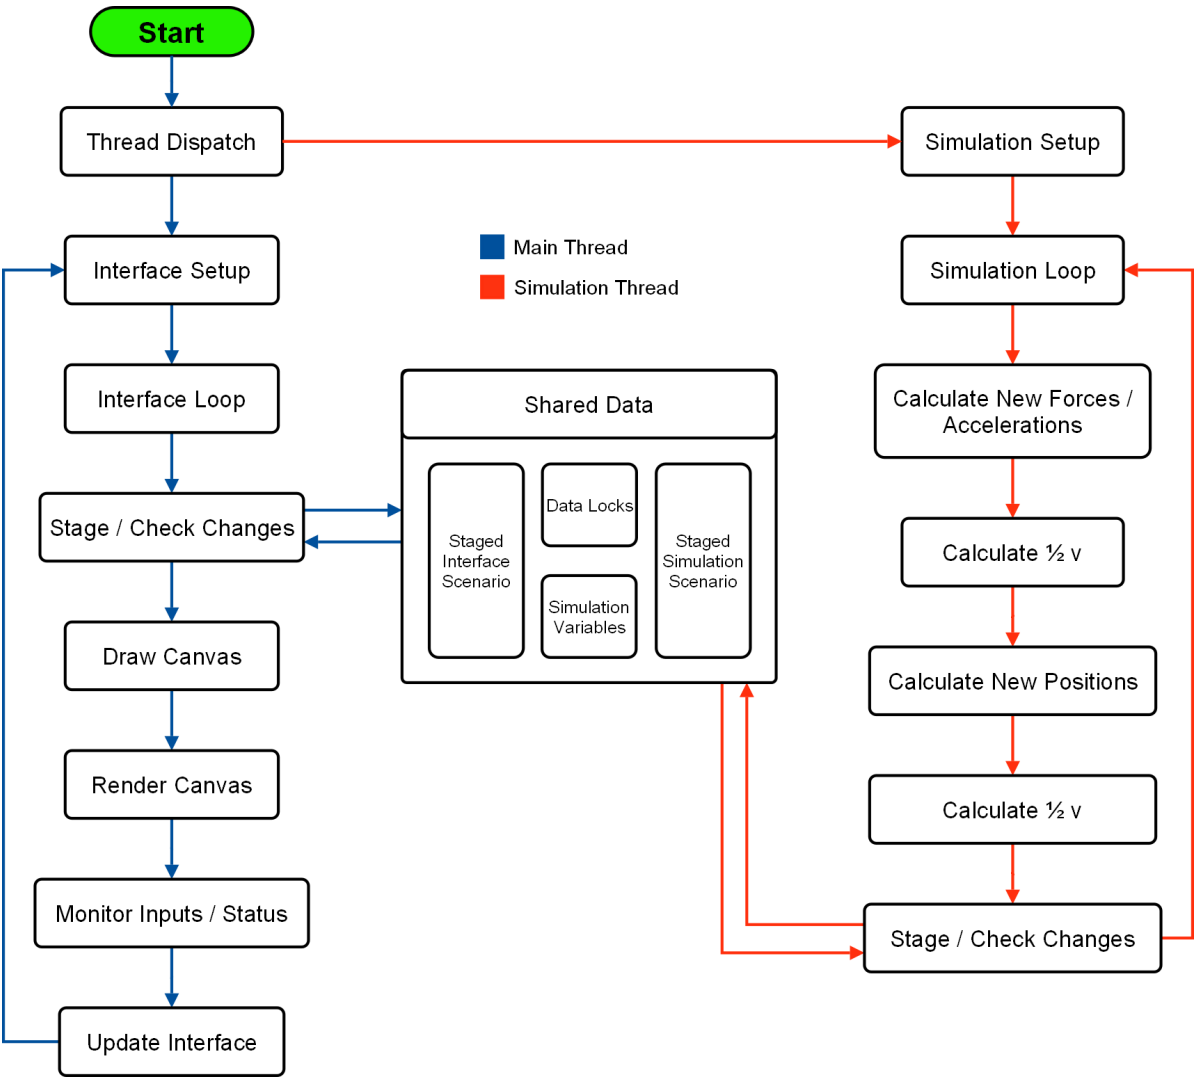 Start
Thread Dispatch
Simulation Setup
Interface Setup
Main Thread
Simulation Thread
Simulation Loop
Interface Loop
Shared Data
Calculate New Forces /
Accelerations
Stage / Check Changes
Staged
Interface
Scenario
Data Locks
Simulation
Variables
Staged
Simulation
Scenario
Calculate ½ v
Draw Canvas
Calculate New Positions
Render Canvas
Calculate ½ v
Monitor Inputs / Status
Stage / Check Changes
Update Interface